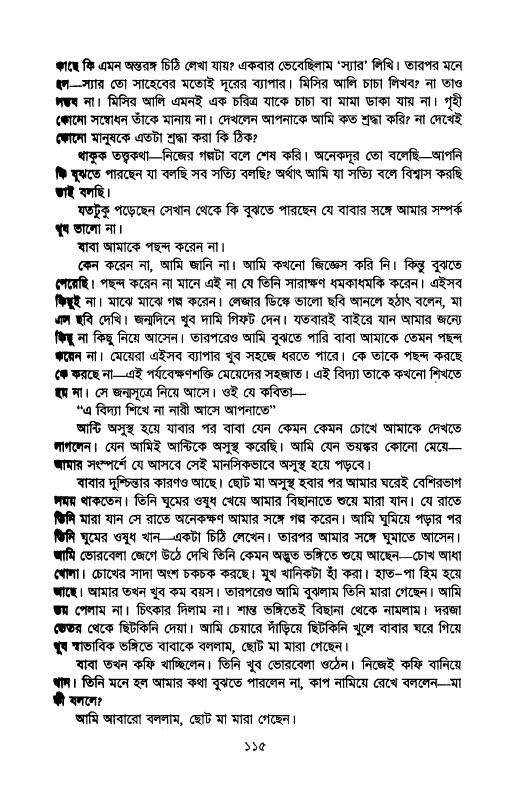 কাছে কি এমন অন্তরঙ্গ চিঠি লেখা যায়? একবার ভেবেছিলাম ‘স্যার’ লিখি। তারপর মনে
হল—স্যার তো সাহেবের মতোই দূরের ব্যাপার। মিসির আলি চাচা লিখব? না তাও
সম্ভব না। মিসির আলি এমনই এক চরিত্র যাকে চাচা বা মামা ডাকা যায় না। গৃহী
কোনো সম্বোধন তাঁকে মানায় না। দেখলেন আপনাকে আমি কত শ্রদ্ধা করি? না দেখেই
কোনো মানুষকে এতটা শ্রদ্ধা করা কি ঠিক?
থাকুক তত্ত্বকথা—নিজের গল্পটা বলে শেষ করি। অনেকদূর তো বলেছি—আপনি
কি বুঝতে পারছেন যা বলছি সব সত্যি বলছি? অর্থাৎ আমি যা সত্যি বলে বিশ্বাস করছি
তাই বলছি।
যতটুকু পড়েছেন সেখান থেকে কি বুঝতে পারছেন যে বাবার সঙ্গে আমার সম্পর্ক
খুব ভালো না।
বাবা আমাকে পছন্দ করেন না।
কেন করেন না, আমি জানি না। আমি কখনো জিজ্ঞেস করি নি। কিন্তু বুঝতে
পেরেছি। পছন্দ করেন না মানে এই না যে তিনি সারাক্ষণ ধমকাধমকি করেন। এইসব
কিছুই না। মাঝে মাঝে গল্প করেন। লেজার ডিস্কে ভালো ছবি আনলে হঠাৎ বলেন, মা
এস ছবি দেখি। জন্মদিনে খুব দামি গিফট দেন। যতবারই বাইরে যান আমার জন্যে
কিছু না কিছু নিয়ে আসেন। তারপরেও আমি বুঝতে পারি বাবা আমাকে তেমন পছন্দ
করেন না। মেয়েরা এইসব ব্যাপার খুব সহজে ধরতে পারে। কে তাকে পছন্দ করছে
কে করছে না—এই পর্যবেক্ষণশক্তি মেয়েদের সহজাত। এই বিদ্যা তাকে কখনো শিখতে
হয় না। সে জন্মসূত্রে নিয়ে আসে। ওই যে কবিতা—
“এ বিদ্যা শিখে না নারী আসে আপনাতে”
আন্টি অসুস্থ হয়ে যাবার পর বাবা যেন কেমন কেমন চোখে আমাকে দেখতে
লাগলেন। যেন আমিই আন্টিকে অসুস্থ করেছি। আমি যেন ভয়ঙ্কর কোনো মেয়ে—
আমার সংস্পর্শে যে আসবে সেই মানসিকভাবে অসুস্থ হয়ে পড়বে।
বাবার দুশ্চিন্তার কারণও আছে। ছোট মা অসুস্থ হবার পর আমার ঘরেই বেশিরভাগ
সময় থাকতেন। তিনি ঘুমের ওষুধ খেয়ে আমার বিছানাতে শুয়ে মারা যান। যে রাতে
তিনি মারা যান সে রাতে অনেকক্ষণ আমার সঙ্গে গল্প করেন। আমি ঘুমিয়ে পড়ার পর
তিনি ঘুমের ওষুধ খান—একটা চিঠি লেখেন। তারপর আমার সঙ্গে ঘুমাতে আসেন।
আমি ভোরবেলা জেগে উঠে দেখি তিনি কেমন অদ্ভুত ভঙ্গিতে শুয়ে আছেন—চোখ আধা
খোলা। চোখের সাদা অংশ চকচক করছে। মুখ খানিকটা হাঁ করা। হাত-পা হিম হয়ে
আছে। আমার তখন খুব কম বয়স। তারপরেও আমি বুঝলাম তিনি মারা গেছেন। আমি
ভয় পেলাম না। চিৎকার দিলাম না। শান্ত ভঙ্গিতেই বিছানা থেকে নামলাম। দরজা
ভেতর থেকে ছিটকিনি দেয়া। আমি চেয়ারে দাঁড়িয়ে ছিটকিনি খুলে বাবার ঘরে গিয়ে
খুব স্বাভাবিক ভঙ্গিতে বাবাকে বললাম, ছোট মা মারা গেছেন।
বাবা তখন কফি খাচ্ছিলেন। তিনি খুব ভোরবেলা ওঠেন। নিজেই কফি বানিয়ে
খান। তিনি মনে হল আমার কথা বুঝতে পারলেন না, কাপ নামিয়ে রেখে বললেন—মা
কী বললে?
আমি আবারো বললাম, ছোট মা মারা গেছেন।
১১৫